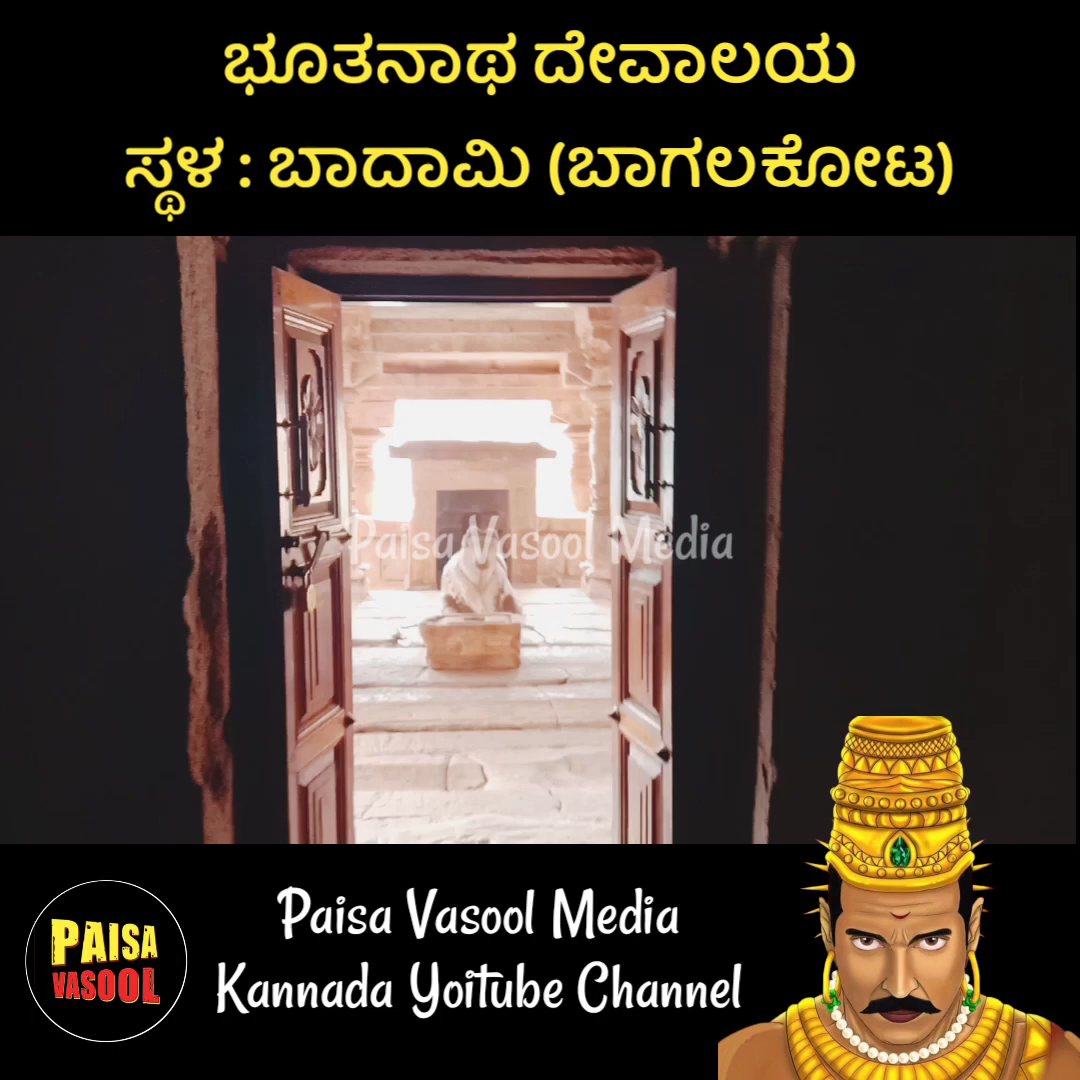 ಭೂತನಾಥ ದೇವಾಲಯ
ಸ್ಥಳ : ಬಾದಾಮಿ (ಬಾಗಲಕೋಟ)
Paisa Vasool Media
PAISA
VASOOL
Paisa Vasool Media
Kannada Yoitube Channel